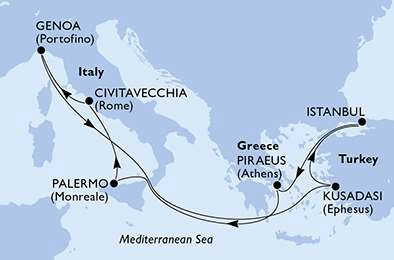 GENOA
(Portofino)
Italy
CIVITAVECCHIA
(Rome)
ISTANBUL
Greece
PIRAEUS
(Athens)
Turkey
PALERMO
(Monreale)
KUSADASI
(Ephesus)
Mediterranean Sea